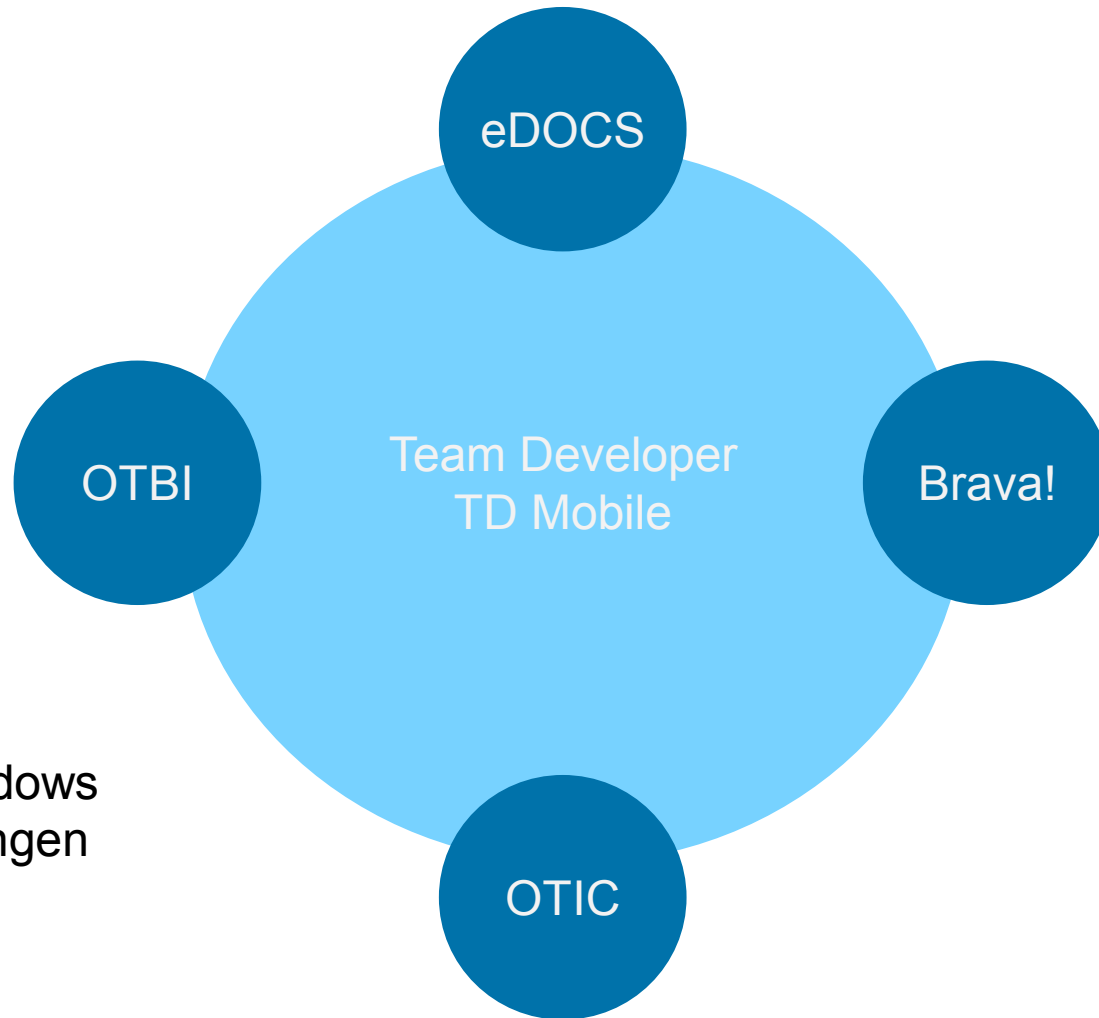 eDOCS
Team Developer
TD Mobile
OTBI
Brava!
dows
ngen
OTIC